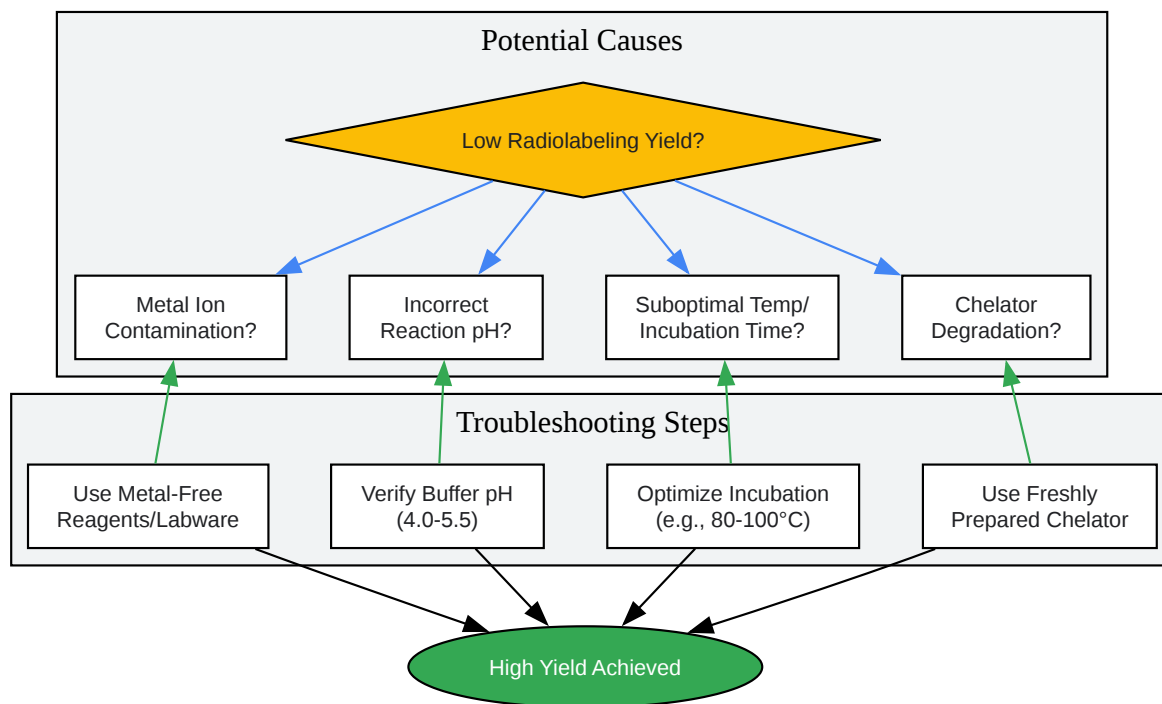 Potential Causes
Low Radiolabeling Yield?
Metal Ion
Contamination?
Incorrect
Reaction pH?
Suboptimal Temp/
Incubation Time?
Chelator
Degradation?
Troubleshooting Steps
Use Metal-Free
Reagents/Labware
Verify Buffer pH
(4.0-5.5)
Optimize Incubation
(e.g., 80-100°C)
Use Freshly
Prepared Chelator
High Yield Achieved